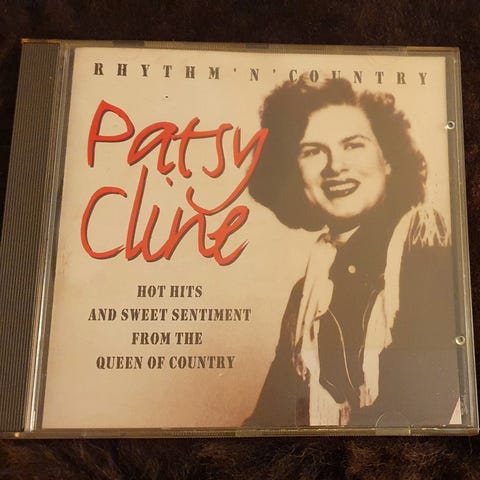 RHYTHM'N'COUNTRY
Patsy
Cline
HOT HITS
AND SWEET SENTIMENT
FROM THE
QUEEN OF COUNTRY